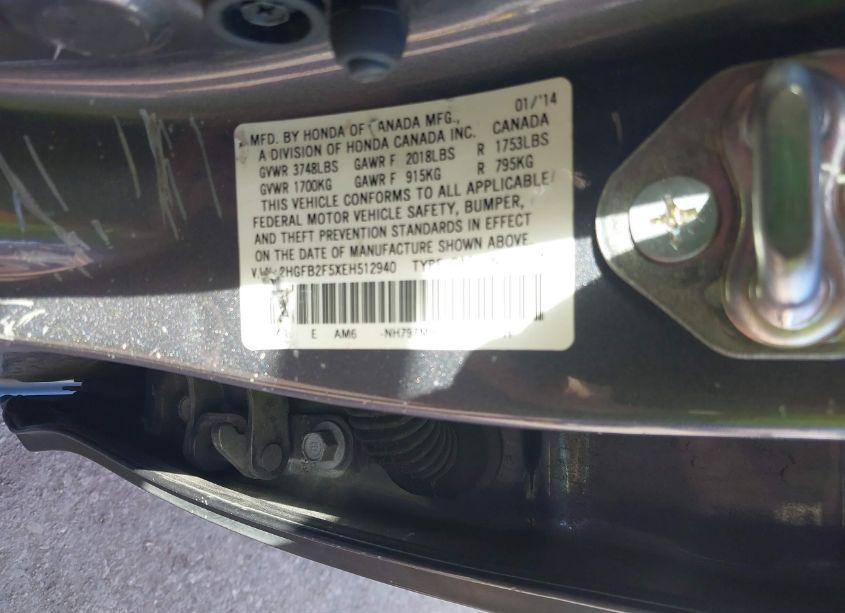 MFD. BY HONDA OF CANADA MFG., 01/'14
A DIVISION OF HONDA CANADA INC. CANADA
GVWR 3748LBS GAWR F 2018LBS R 1753LBS
GVWR 1700KG GAWR F 915KG R 795KG
THIS VEHICLE CONFORMS TO ALL APPLICABLE
FEDERAL MOTOR VEHICLE SAFETY, BUMPER,
AND THEFT PREVENTION STANDARDS IN EFFECT
ON THE DATE OF MANUFACTURE SHOWN ABOVE.
2HGFB2F5XEH512940 TYPE
E AM6